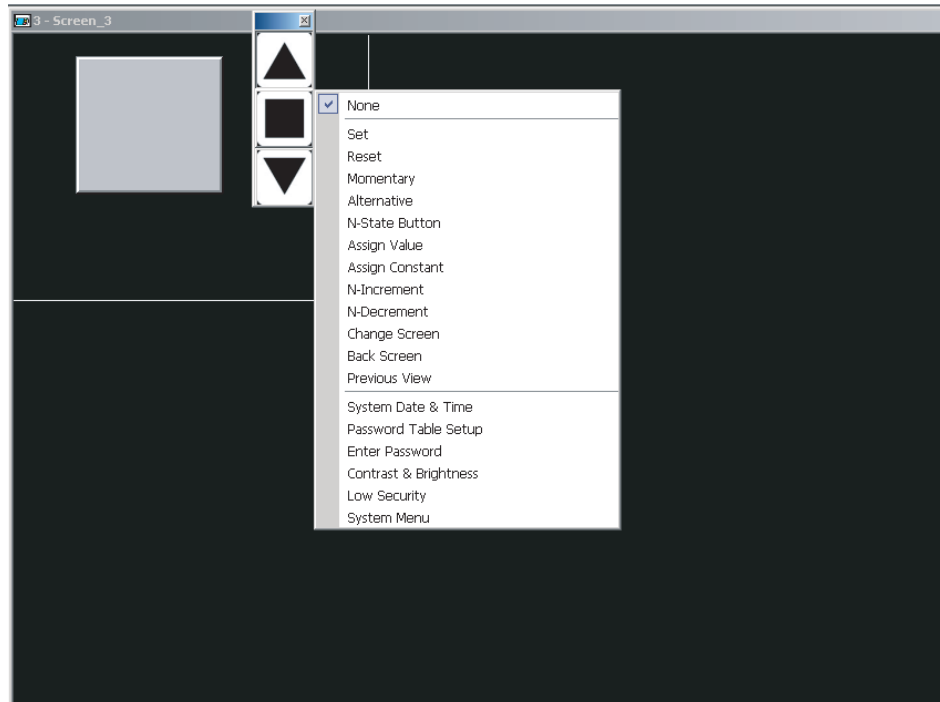 3 - Screen_3
None
Set
Reset
Momentary
Alternative
N-State Button
Assign Value
Assign Constant
N-Increment
N-Decrement
Change Screen
Back Screen
Previous View
System Date & Time
Password Table Setup
Enter Password
Contrast & Brightness
Low Security
System Menu